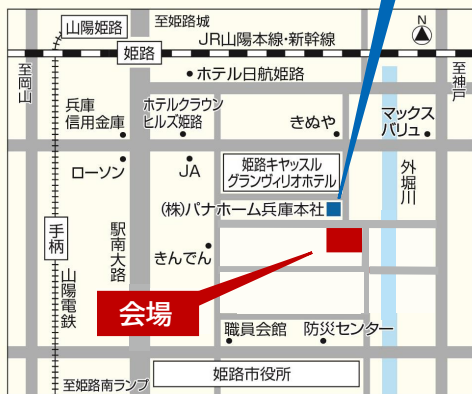 山陽姫路
至姫路城
N
JR山陽本線・新幹線
姫路
至岡山
至神戸
ホテル日航姫路
兵庫
信用金庫
ホテルクラウン
ヒルズ姫路
きぬや
マックス
バリュ
ローソン
JA
姫路キャッスル
グランヴィリオホテル
外堀川
(株)パナホーム兵庫本社
手柄
駅南大路
きんでん
山陽電鉄
会場
職員会館
防災センター
姫路市役所
至姫路南ランプ